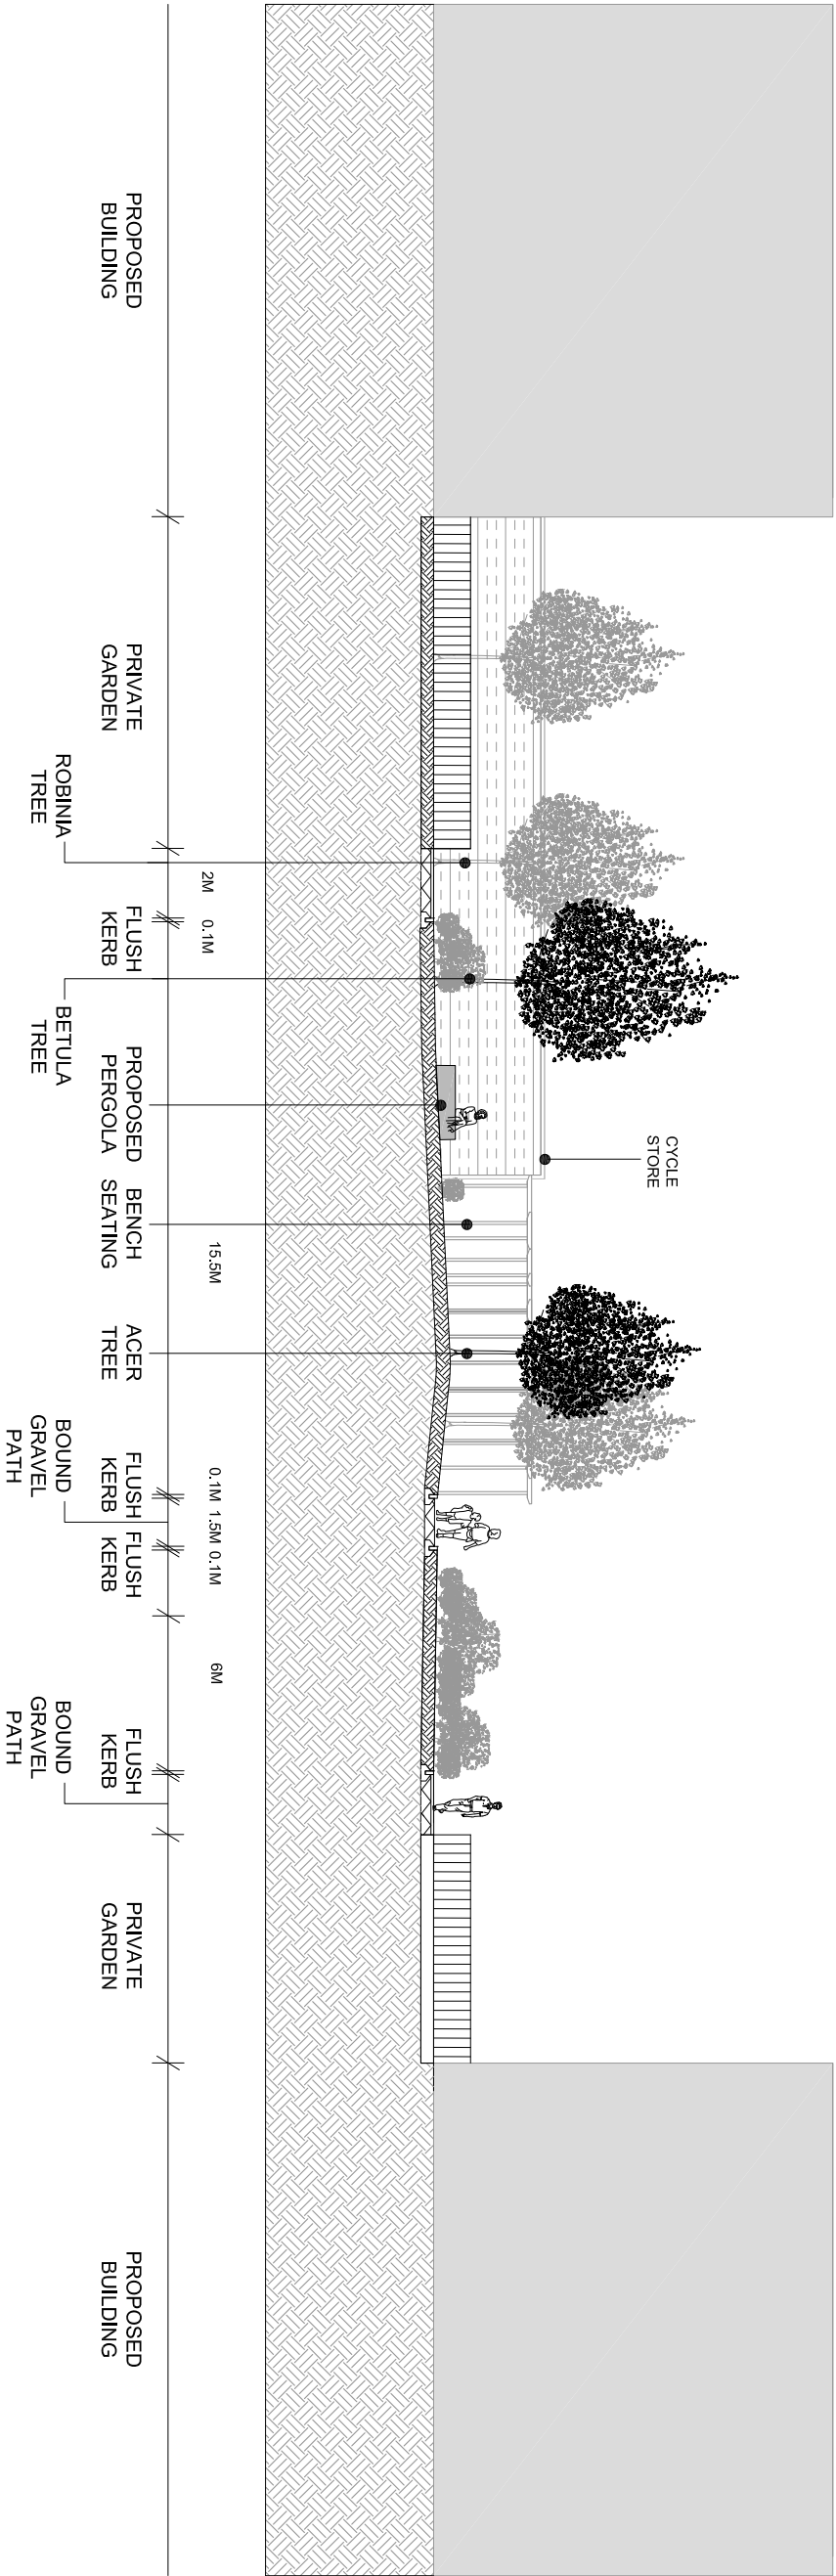 CYCLE
STORE
2M
0.1M
15.5M
0.1M
1.5M
0.1M
6M
PROPOSED
BUILDING
PRIVATE
GARDEN
ROBINIA
TREE
FLUSH
KERB
BETULA
TREE
PROPOSED
PERGOLA
BENCH
SEATING
ACER
TREE
FLUSH
KERB
BOUND
GRAVEL
PATH
FLUSH
KERB
FLUSH
KERB
BOUND
GRAVEL
PATH
PRIVATE
GARDEN
PROPOSED
BUILDING